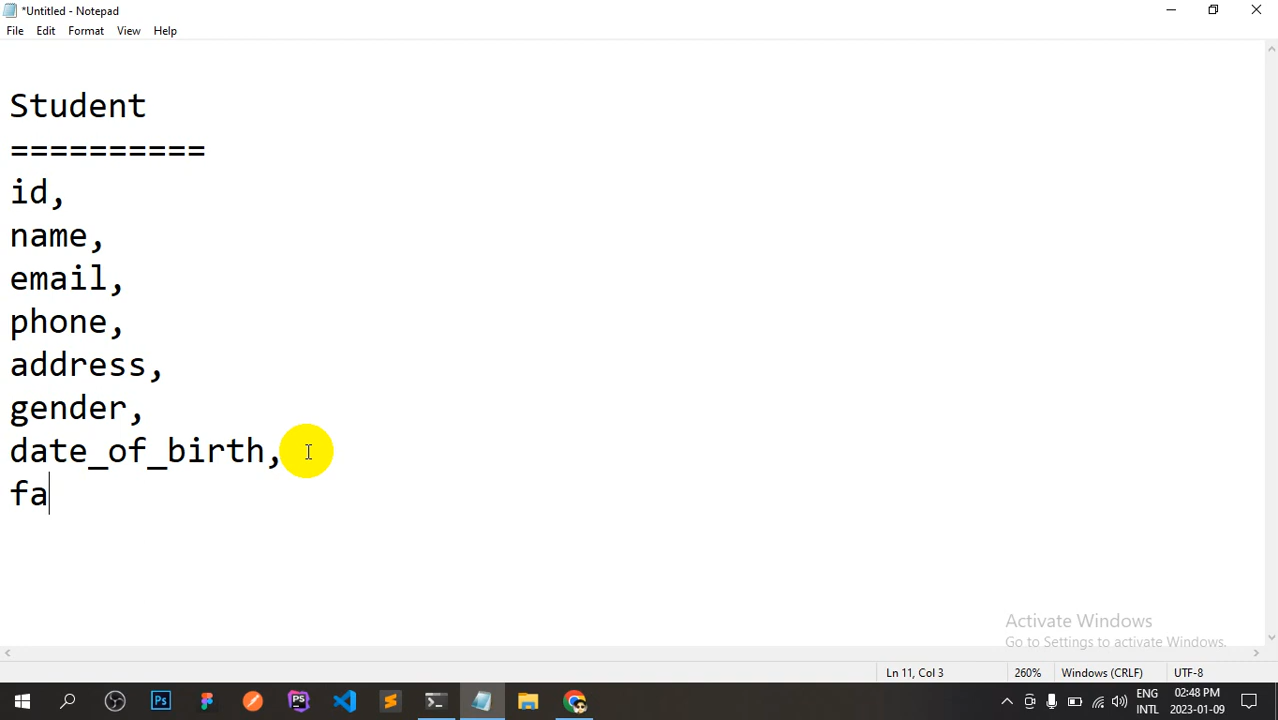 *Untitled - Notepad
File Edit Format View Help
Student
==========
id,
name,
email,
phone,
address,
gender,
date_of_birth,
fa
Activate Windows
Go to Settings to activate Windows.
Ln 11, Col 3 260% Windows (CRLF) UTF-8
Ps PS ENG 02:48 PM
INTL 2023-01-09